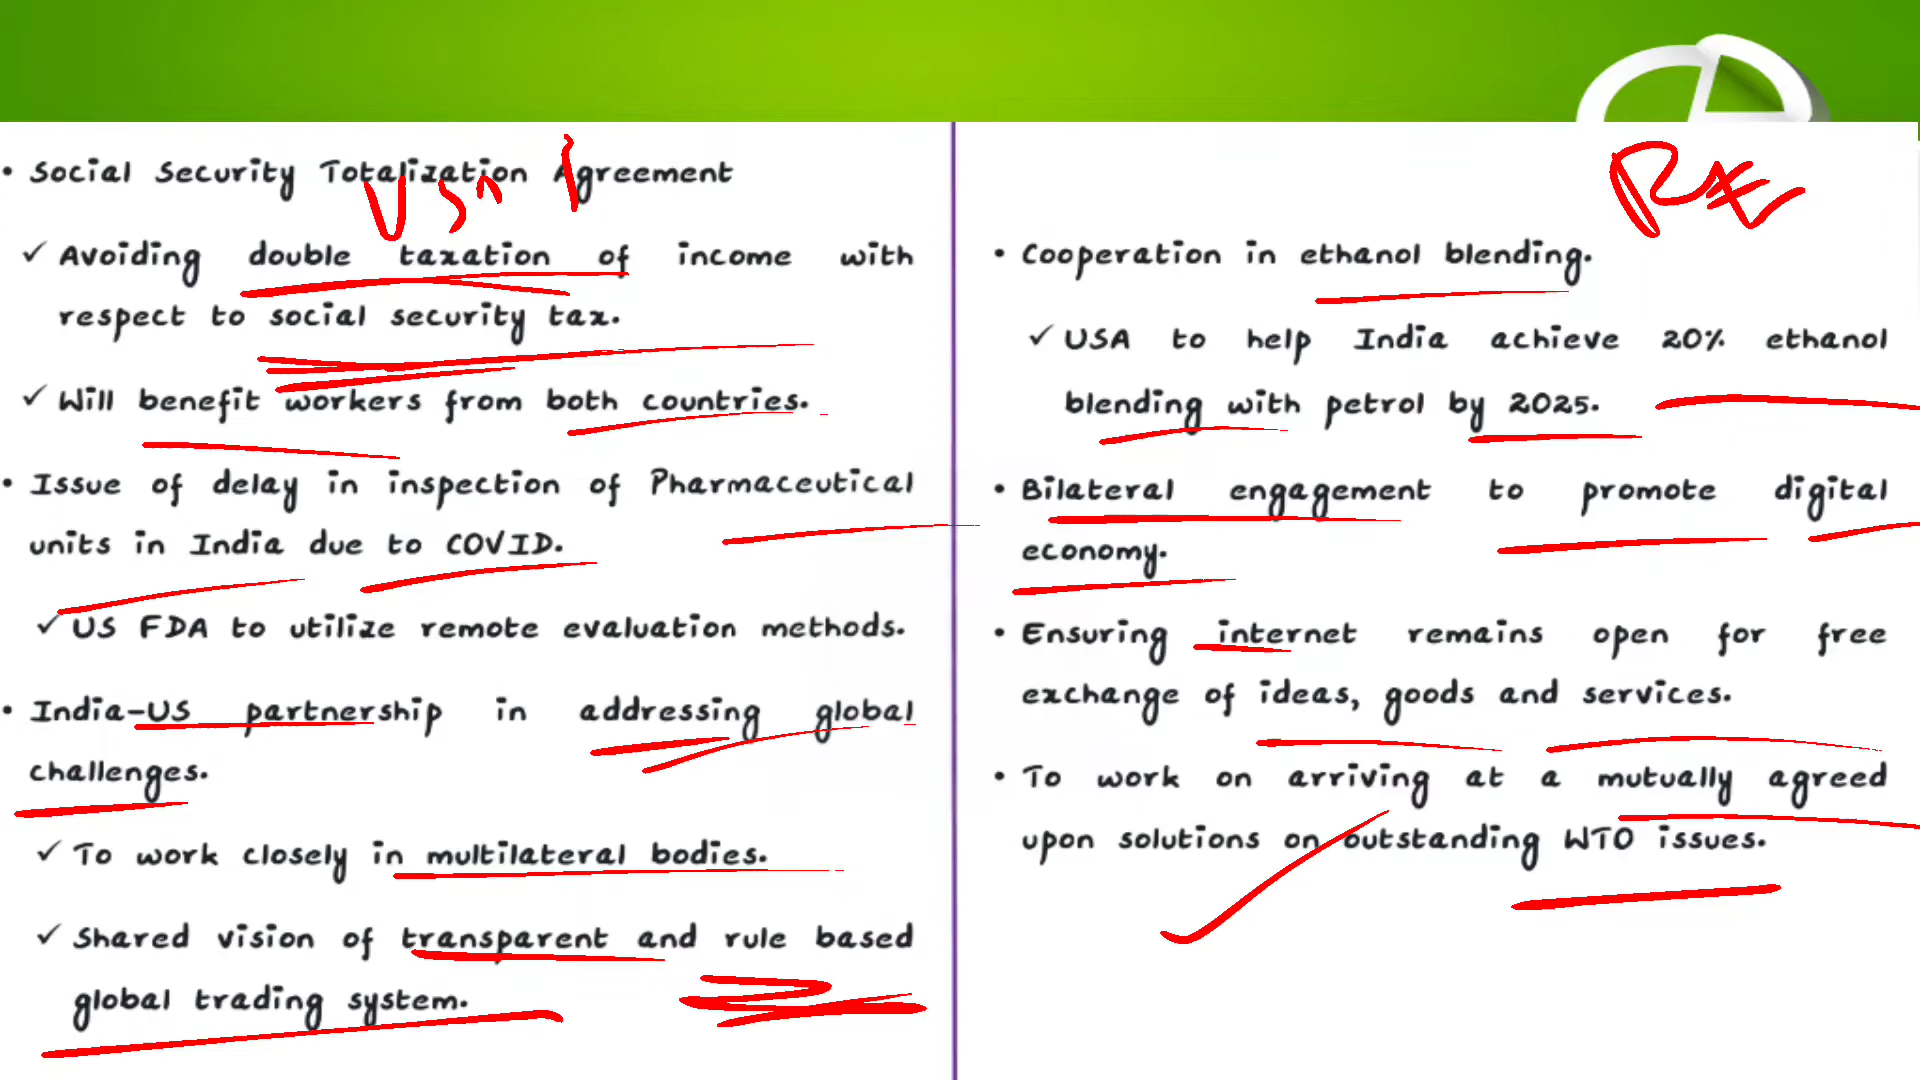 • Social Security Totalization Agreement
USA I
✓ Avoiding double taxation of income with
respect to social security tax.
✓ Will benefit workers from both countries.
• Issue of delay in inspection of Pharmaceutical
units in India due to COVID.
✓ US FDA to utilize remote evaluation methods.
• India-US partnership in addressing global
challenges.
✓ To work closely in multilateral bodies.
✓ Shared vision of transparent and rule based
global trading system.
• Cooperation in ethanol blending.
✓ USA to help India achieve 20% ethanol
blending with petrol by 2025.
• Bilateral engagement to promote digital
economy.
• Ensuring internet remains open for free
exchange of ideas, goods and services.
• To work on arriving at a mutually agreed
upon solutions on outstanding WTO issues.